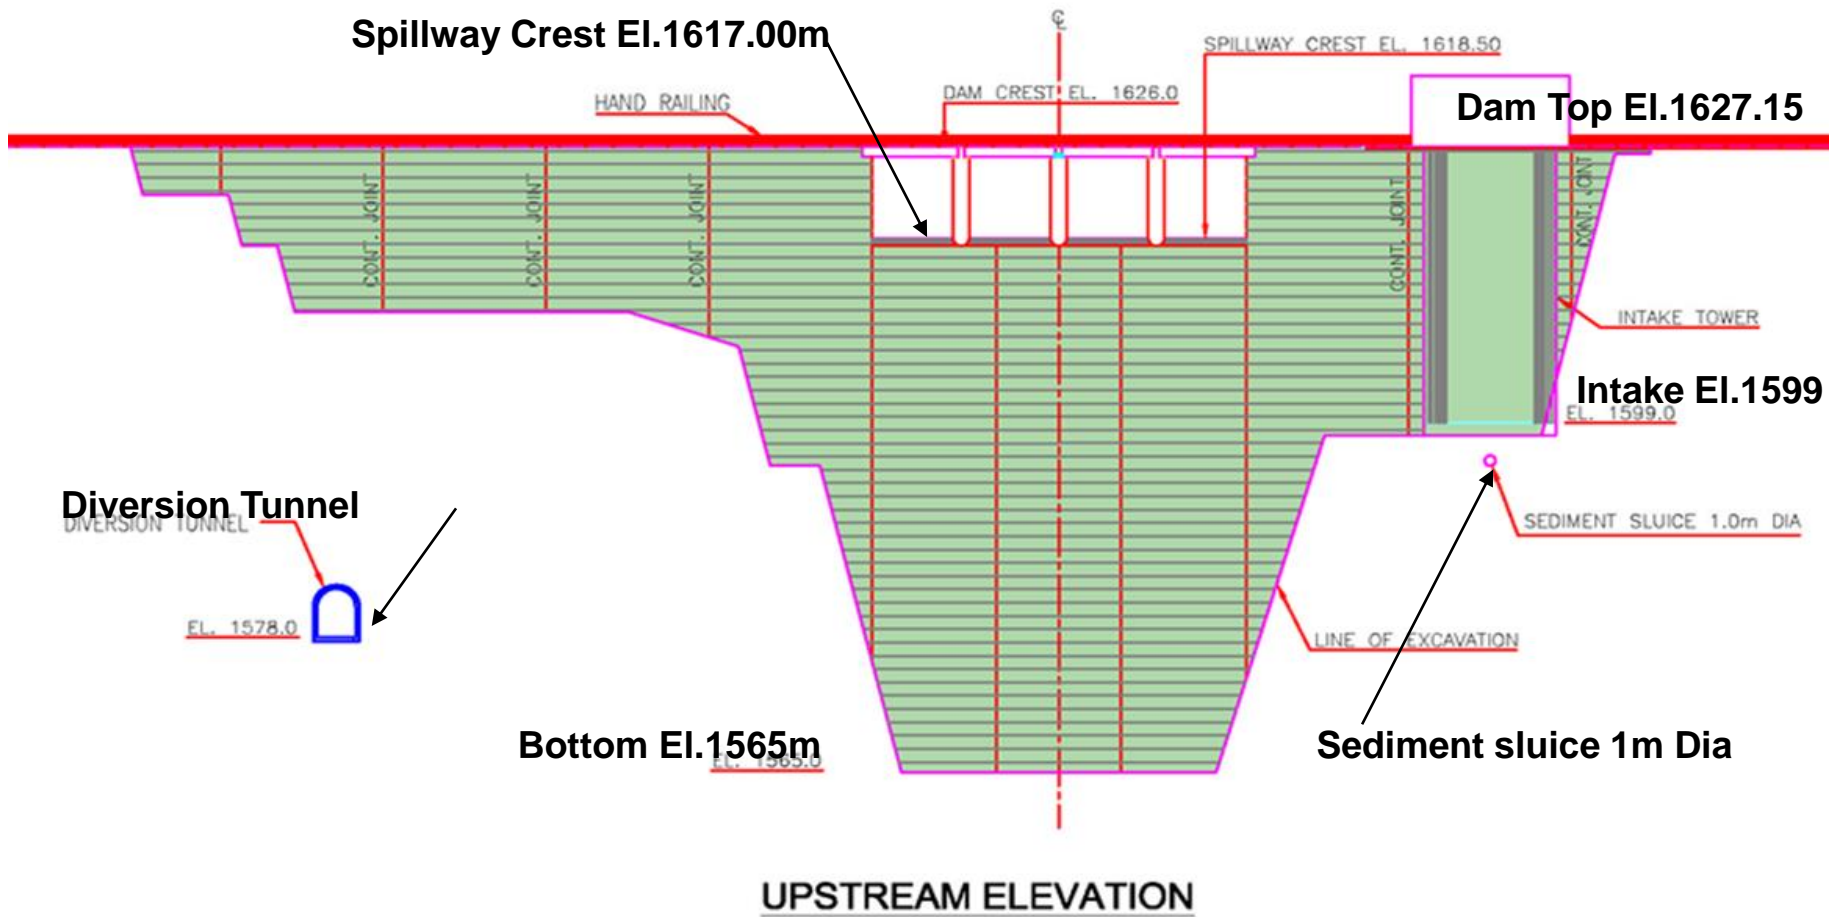 Spillway Crest El.1617.00m
℄
SPILLWAY CREST EL. 1618.50
HAND RAILING
DAM CREST EL. 1626.0
Dam Top El.1627.15
CONT. JOINT
CONT. JOINT
CONT. JOINT
CONT. JOINT
CONT. JOINT
INTAKE TOWER
Intake El.1599
EL. 1599.0
Diversion Tunnel
DIVERSION TUNNEL
SEDIMENT SLUICE 1.0m DIA
EL. 1578.0
LINE OF EXCAVATION
Bottom El.1565m
EL. 1565.0
Sediment sluice 1m Dia
UPSTREAM ELEVATION